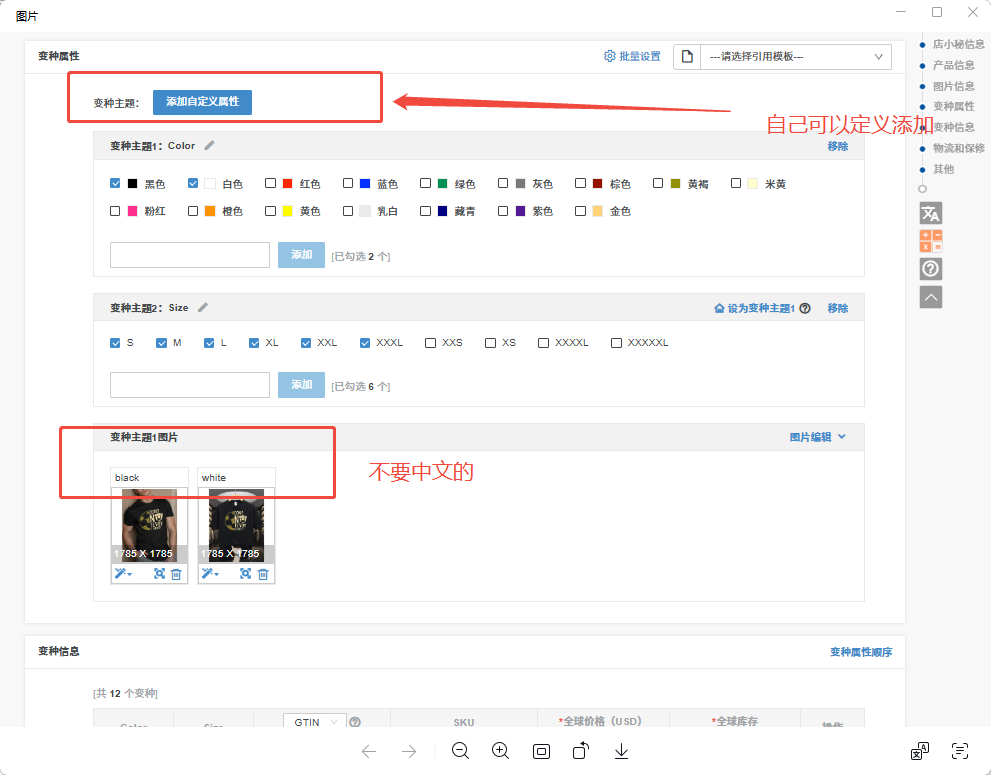 图片
变种属性
批量设置
---请选择引用模板---
店小秘信息
产品信息
图片信息
变种属性
变种信息
物流和保修
其他
变种主题：
添加自定义属性
自己可以定义添加
变种主题1：Color
移除
黑色 白色 红色 蓝色 绿色 灰色 棕色 黄褐 米黄
粉红 橙色 黄色 乳白 藏青 紫色 金色
添加 [已勾选 2 个]
变种主题2：Size
设为变种主题1
移除
S M L XL XXL XXXL XXS XS XXXXL XXXXXL
添加 [已勾选 6 个]
变种主题1图片
图片编辑
不要中文的
black white
1785 X 1785 1785 X 1785
变种信息
变种属性顺序
[共 12 个变种]
Color Size GTIN SKU *全球价格（USD） *全球库存 操作